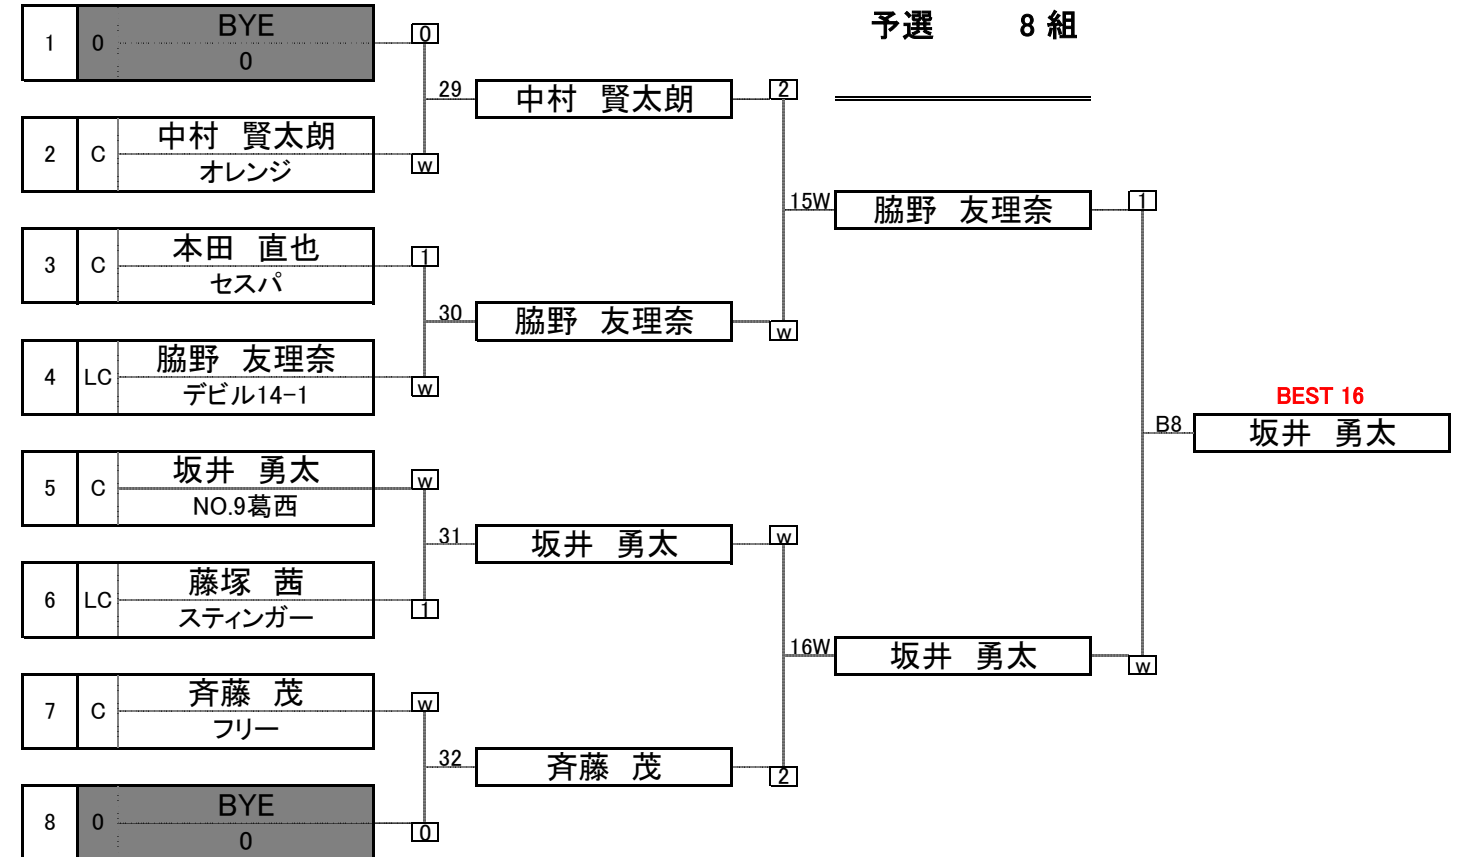 予選 8 組
1 0 BYE
0
0
2 C 中村 賢太朗
オレンジ
w
29 中村 賢太朗 2
3 C 本田 直也
セスパ
1
4 LC 脇野 友理奈
デビル14-1
w
30 脇野 友理奈 w
15W 脇野 友理奈 1
5 C 坂井 勇太
NO.9葛西
w
6 LC 藤塚 茜
スティンガー
1
31 坂井 勇太 w
7 C 斉藤 茂
フリー
w
8 0 BYE
0
0
32 斉藤 茂 2
16W 坂井 勇太 w
BEST 16
B8 坂井 勇太